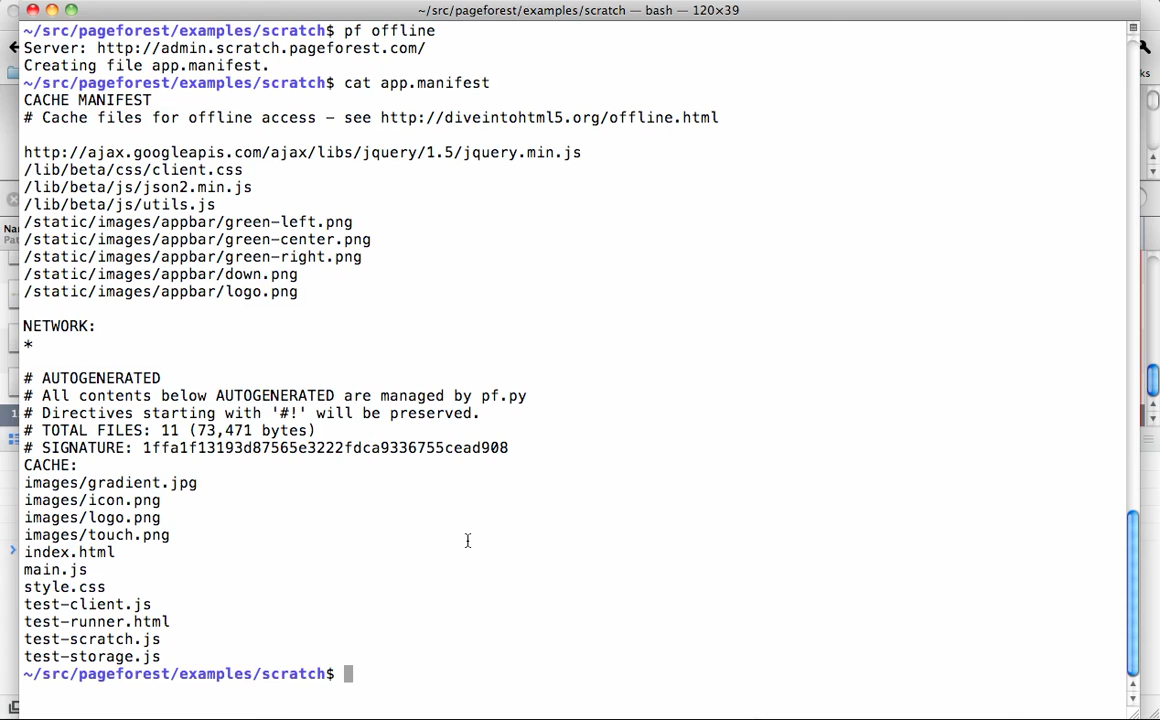 ~/src/pageforest/examples/scratch — bash — 120×39
~/src/pageforest/examples/scratch$ pf offline
Server: http://admin.scratch.pageforest.com/
Creating file app.manifest.
~/src/pageforest/examples/scratch$ cat app.manifest
CACHE MANIFEST
# Cache files for offline access - see http://diveintohtml5.org/offline.html
http://ajax.googleapis.com/ajax/libs/jquery/1.5/jquery.min.js
/lib/beta/css/client.css
/lib/beta/js/json2.min.js
/lib/beta/js/utils.js
/static/images/appbar/green-left.png
/static/images/appbar/green-center.png
/static/images/appbar/green-right.png
/static/images/appbar/down.png
/static/images/appbar/logo.png
NETWORK:
*
# AUTOGENERATED
# All contents below AUTOGENERATED are managed by pf.py
# Directives starting with '#!' will be preserved.
# TOTAL FILES: 11 (73,471 bytes)
# SIGNATURE: 1ffa1f13193d87565e3222fdca9336755cead908
CACHE:
images/gradient.jpg
images/icon.png
images/logo.png
images/touch.png
index.html
main.js
style.css
test-client.js
test-runner.html
test-scratch.js
test-storage.js
~/src/pageforest/examples/scratch$